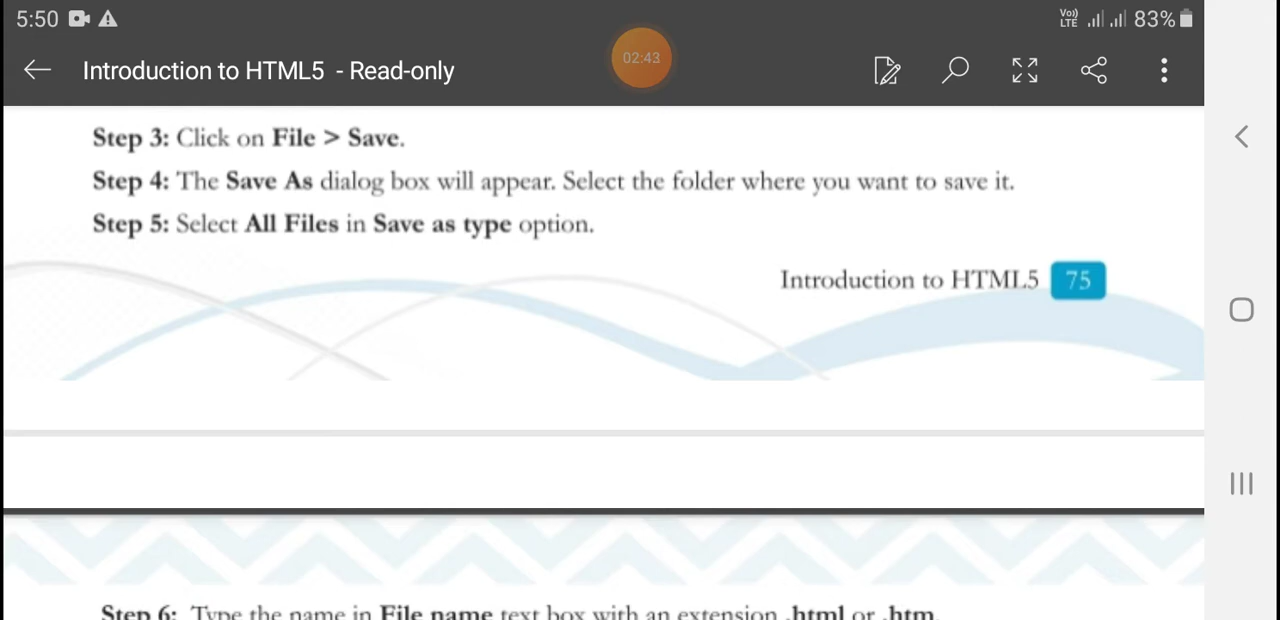 5:50 Vo)) LTE 83%
Introduction to HTML5 - Read-only 02:43
Step 3: Click on File > Save.
Step 4: The Save As dialog box will appear. Select the folder where you want to save it.
Step 5: Select All Files in Save as type option.
Introduction to HTML5 75
Step 6: Type the name in File name text box with an extension .html or .htm.